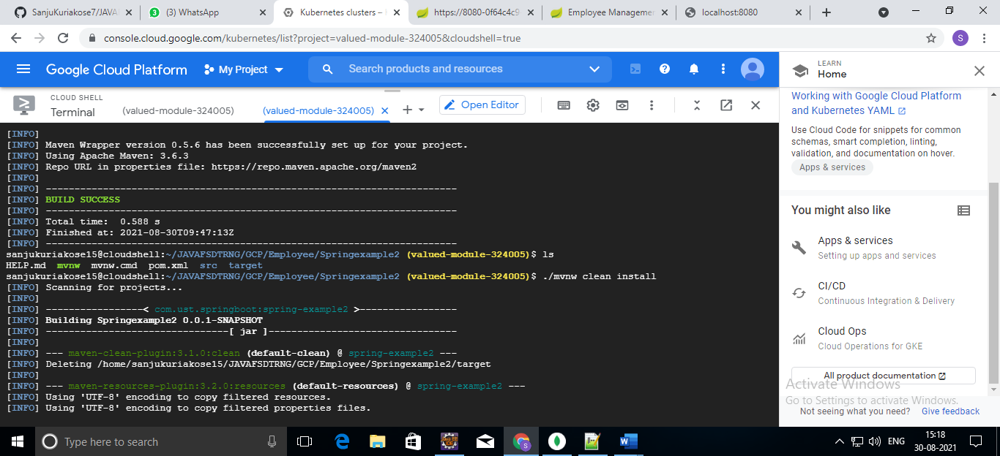 SanjuKuriakose7/JAVA
(3) WhatsApp
Kubernetes clusters –
https://8080-0f64c4c9
Employee Managemen
localhost:8080
console.cloud.google.com/kubernetes/list?project=valued-module-324005&cloudshell=true
S
Google Cloud Platform
My Project
Search products and resources
LEARN
Home
CLOUD SHELL
Terminal
(valued-module-324005)
(valued-module-324005)
Open Editor
[INFO]
[INFO] Maven Wrapper version 0.5.6 has been successfully set up for your project.
[INFO] Using Apache Maven: 3.6.3
[INFO] Repo URL in properties file: https://repo.maven.apache.org/maven2
[INFO]
[INFO] ------------------------------------------------------------------------
[INFO] BUILD SUCCESS
[INFO] ------------------------------------------------------------------------
[INFO] Total time:  0.588 s
[INFO] Finished at: 2021-08-30T09:47:13Z
[INFO] ------------------------------------------------------------------------
sanjukuriakose15@cloudshell:~/JAVAFSDTRNG/GCP/Employee/Springexample2 (valued-module-324005)$ ls
HELP.md  mvnw  mvnw.cmd  pom.xml  src  target
sanjukuriakose15@cloudshell:~/JAVAFSDTRNG/GCP/Employee/Springexample2 (valued-module-324005)$ ./mvnw clean install
[INFO] Scanning for projects...
[INFO]
[INFO] -----------------< com.ust.springboot:spring-example2 >-----------------
[INFO] Building Springexample2 0.0.1-SNAPSHOT
[INFO] --------------------------------[ jar ]---------------------------------
[INFO]
[INFO] --- maven-clean-plugin:3.1.0:clean (default-clean) @ spring-example2 ---
[INFO] Deleting /home/sanjukuriakose15/JAVAFSDTRNG/GCP/Employee/Springexample2/target
[INFO]
[INFO] --- maven-resources-plugin:3.2.0:resources (default-resources) @ spring-example2 ---
[INFO] Using 'UTF-8' encoding to copy filtered resources.
[INFO] Using 'UTF-8' encoding to copy filtered properties files.
Working with Google Cloud Platform
and Kubernetes YAML
Use Cloud Code for snippets for common
schemas, smart completion, linting,
validation, and documentation on hover.
Apps & services
You might also like
Apps & services
Setting up apps and services
CI/CD
Continuous Integration & Delivery
Cloud Ops
Cloud Operations for GKE
All product documentation
Activate Windows
Go to Settings to activate Windows.
Not seeing what you need?
Give feedback
Type here to search
ENG
15:18
30-08-2021